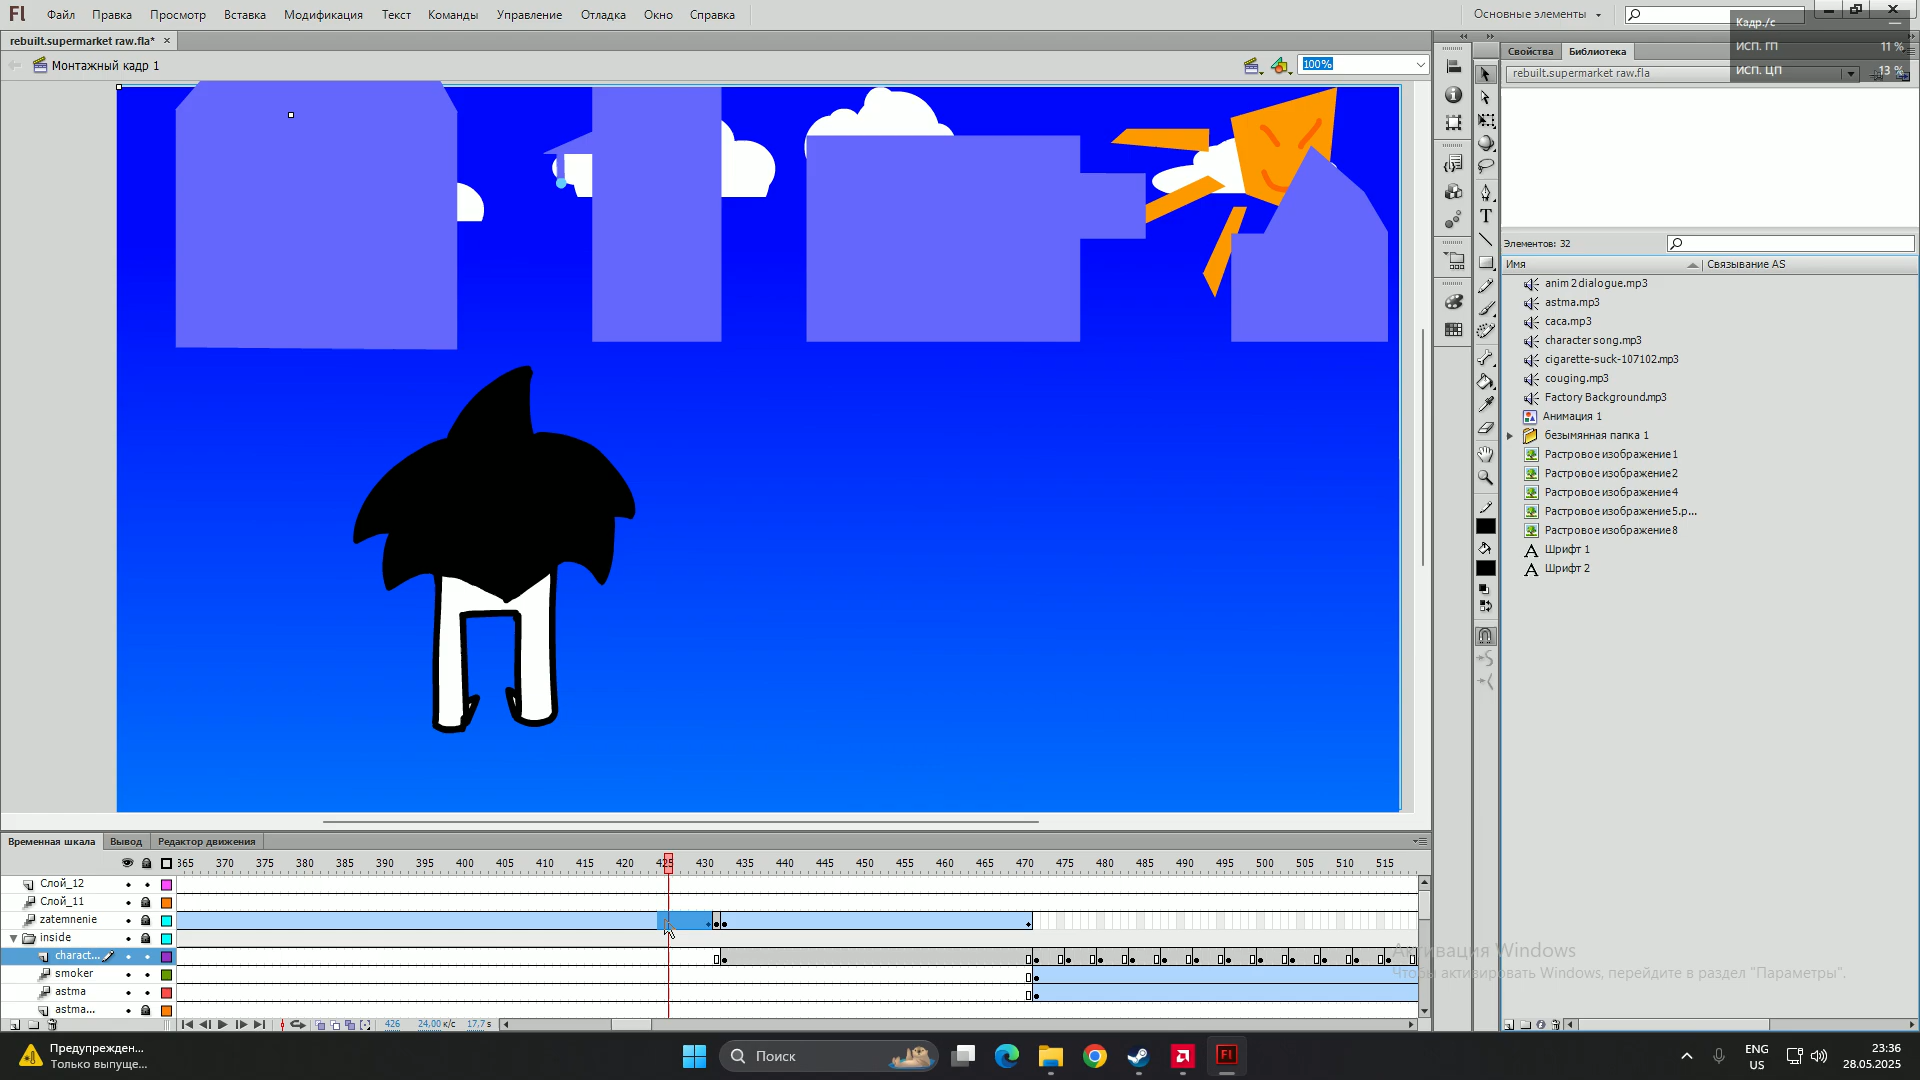 Fl Файл Правка Просмотр Вставка Модификация Текст Команды Управление Отладка Окно Справка Основные элементы
Кадр./с —
ИСП. ГП 11 %
ИСП. ЦП 13 %
rebuilt.supermarket raw.fla* ×
Монтажный кадр 1
100%
Свойства Библиотека
rebuilt.supermarket raw.fla
Элементов: 32
Имя Связывание AS
anim 2 dialogue.mp3
astma.mp3
caca.mp3
character song.mp3
cigarette-suck-107102.mp3
couging.mp3
Factory Background.mp3
Анимация 1
безымянная папка 1
Растровое изображение 1
Растровое изображение 2
Растровое изображение 4
Растровое изображение 5.p...
Растровое изображение 8
Шрифт 1
Шрифт 2
Временная шкала Вывод Редактор движения
365 370 375 380 385 390 395 400 405 410 415 420 425 430 435 440 445 450 455 460 465 470 475 480 485 490 495 500 505 510 515
Слой_12
Слой_11
zatemnenie
inside
charact...
smoker
astma
astma...
426 24,00 к/с 17,7 s
Активация Windows
Чтобы активировать Windows, перейдите в раздел "Параметры".
Предупрежден...
Только выпуще...
Поиск
Fl
ENG
US
23:36
28.05.2025